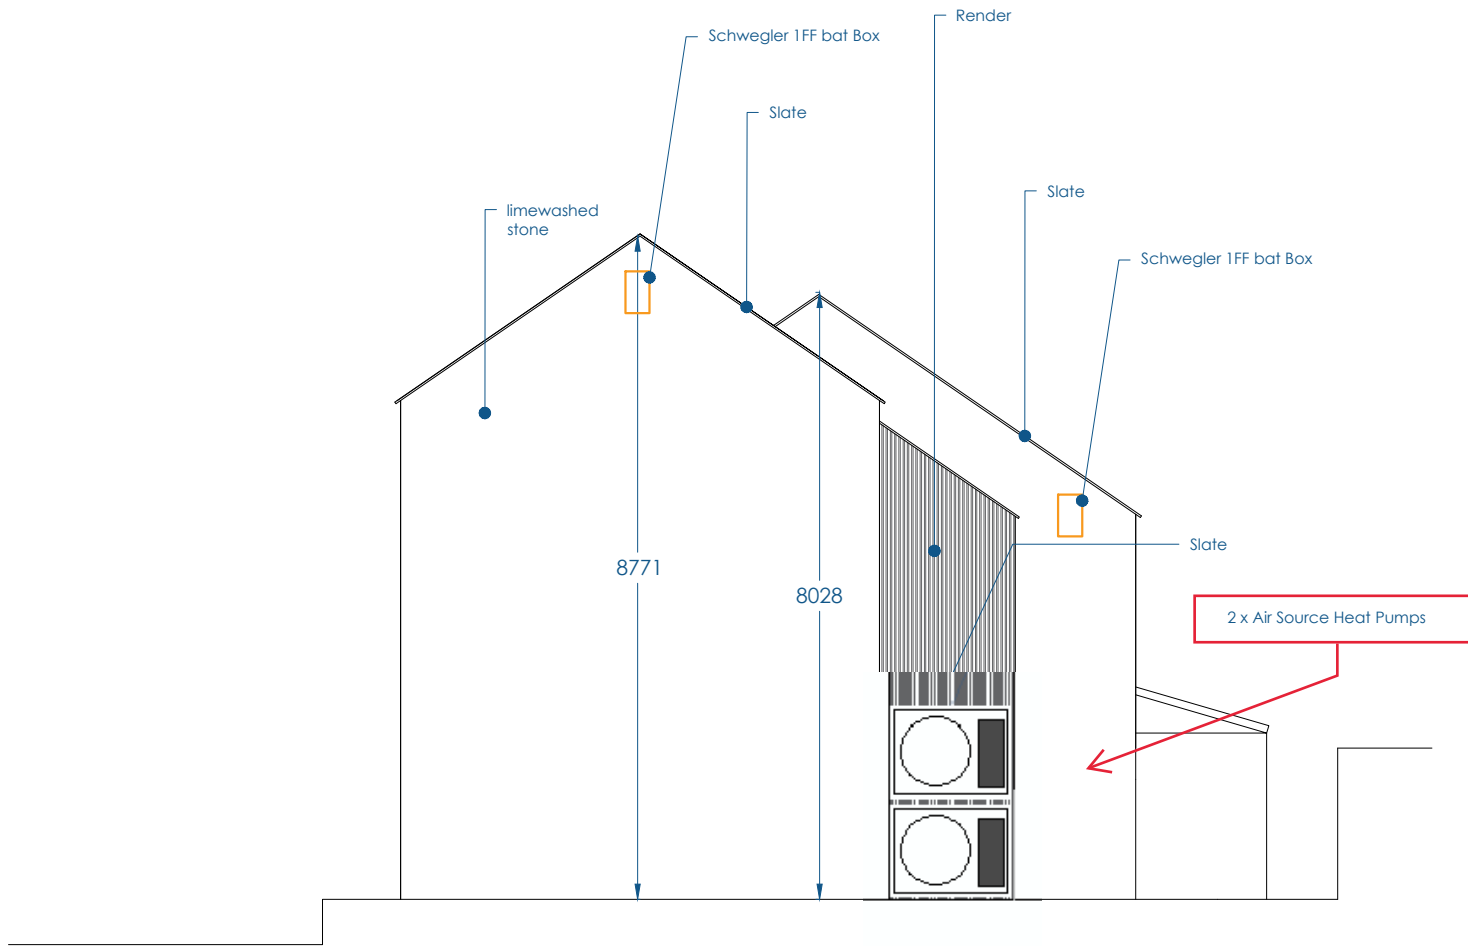 Render
Schwegler 1FF bat Box
Slate
Slate
limewashed
stone
Schwegler 1FF bat Box
Slate
8771
8028
2 x Air Source Heat Pumps